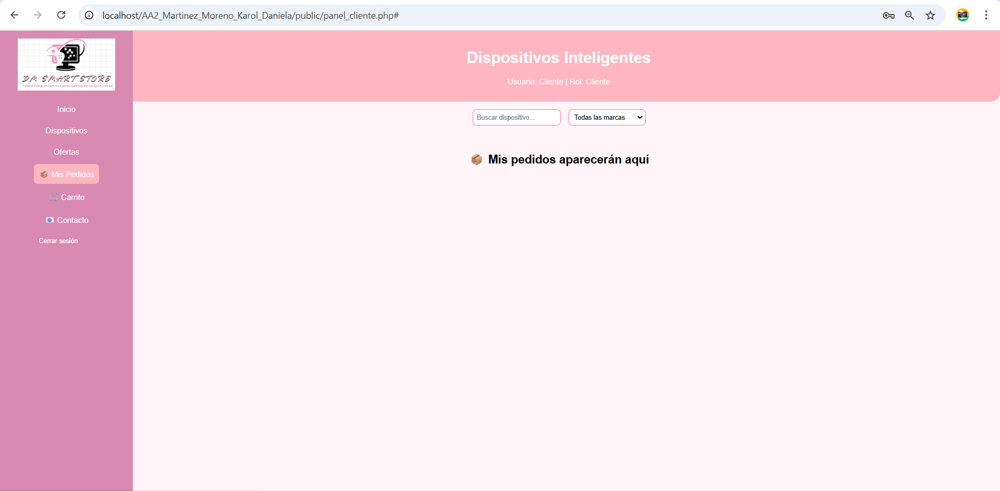 localhost/AA2_Martinez_Moreno_Karol_Daniela/public/panel_cliente.php#
DM SMART STORE
TODOS TUS DISPOSITIVOS INTELIGENTES EN UN SOLO LUGAR
Inicio
Dispositivos
Ofertas
📦 Mis Pedidos
🛒 Carrito
📧 Contacto
Cerrar sesión
Dispositivos Inteligentes
Usuario: Cliente | Rol: Cliente
Buscar dispositivo...
Todas las marcas
📦 Mis pedidos aparecerán aquí